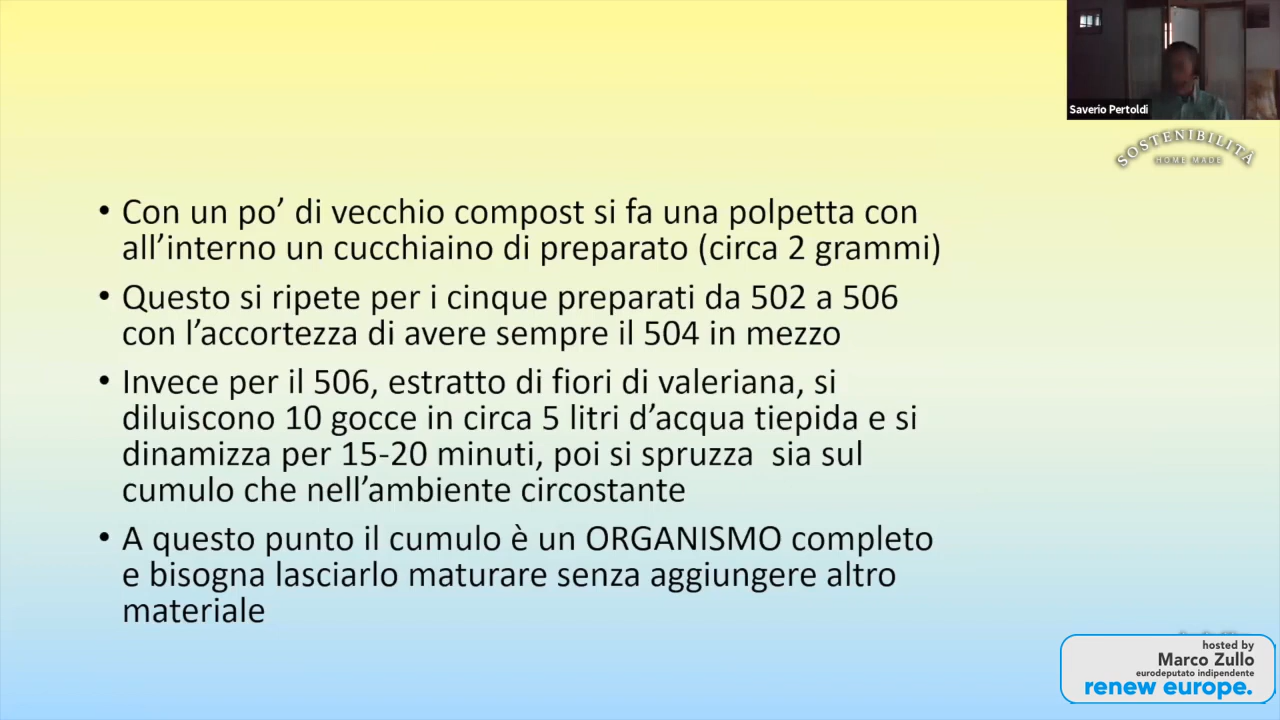 Saverio Pertoldi
SOSTENIBILITÀ
HOME MADE
• Con un po’ di vecchio compost si fa una polpetta con
all’interno un cucchiaino di preparato (circa 2 grammi)
• Questo si ripete per i cinque preparati da 502 a 506
con l’accortezza di avere sempre il 504 in mezzo
• Invece per il 506, estratto di fiori di valeriana, si
diluiscono 10 gocce in circa 5 litri d’acqua tiepida e si
dinamizza per 15-20 minuti, poi si spruzza  sia sul
cumulo che nell’ambiente circostante
• A questo punto il cumulo è un ORGANISMO completo
e bisogna lasciarlo maturare senza aggiungere altro
materiale
hosted by
Marco Zullo
eurodeputato indipendente
renew europe.